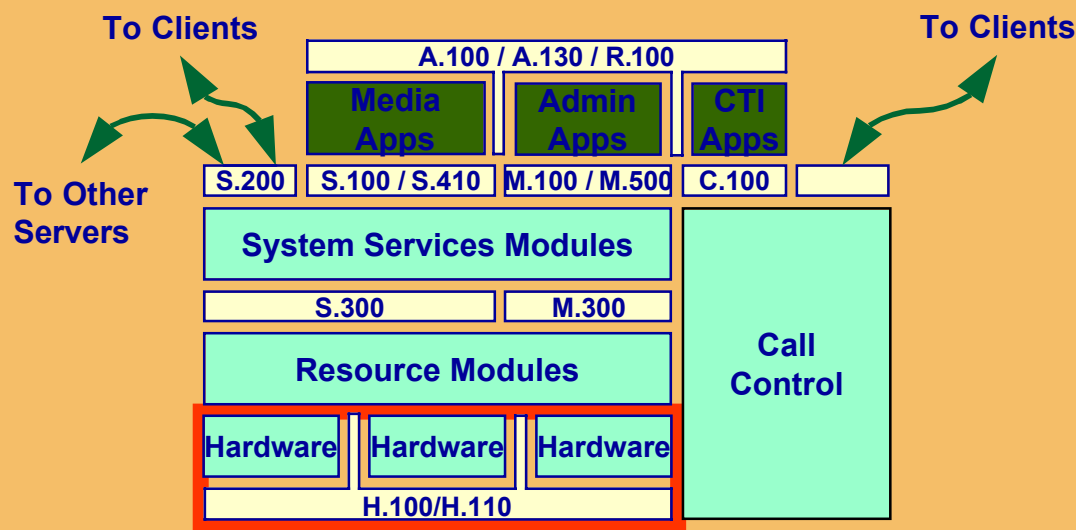 To Clients
To Clients
A.100 / A.130 / R.100
Media
Apps
Admin
Apps
CTI
Apps
To Other
Servers
S.200
S.100 / S.410
M.100 / M.500
C.100
System Services Modules
S.300
M.300
Resource Modules
Call
Control
Hardware
Hardware
Hardware
H.100/H.110